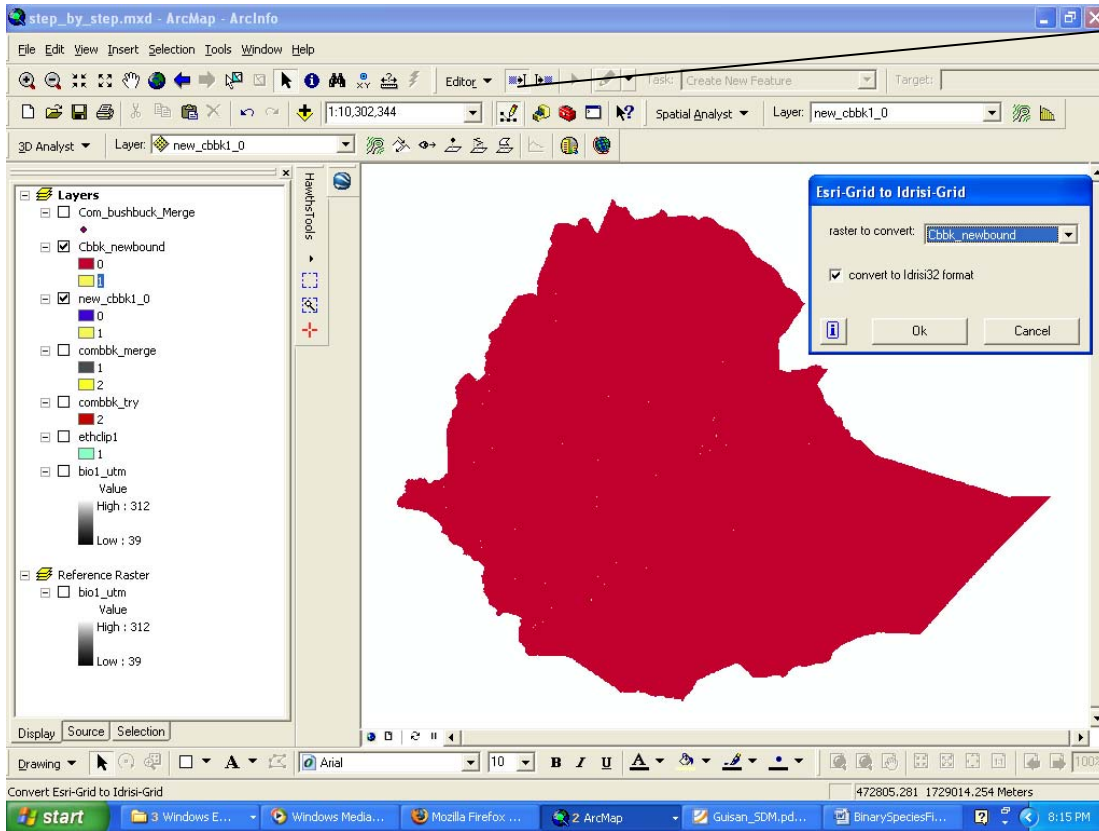 step_by_step.mxd - ArcMap - ArcInfo
File Edit View Insert Selection Tools Window Help
Editor Task: Create New Feature Target:
1:10,302,344 Spatial Analyst Layer: new_cbbk1_0
3D Analyst Layer: new_cbbk1_0
Layers
Com_bushbuck_Merge
Cbbk_newbound
0
1
new_cbbk1_0
0
1
combbk_merge
1
2
combbk_try
2
ethclip1
1
bio1_utm
Value
High : 312
Low : 39
Reference Raster
bio1_utm
Value
High : 312
Low : 39
HawthsTools
Esri-Grid to Idrisi-Grid
raster to convert: Cbbk_newbound
convert to Idrisi32 format
Ok Cancel
Display Source Selection
Drawing A Arial 10 B I U A 100%
Convert Esri-Grid to Idrisi-Grid 472805.281 1729014.254 Meters
start 3 Windows E... Windows Media... Mozilla Firefox ... 2 ArcMap Guisan_SDM.pd... BinarySpeciesFi... 8:15 PM